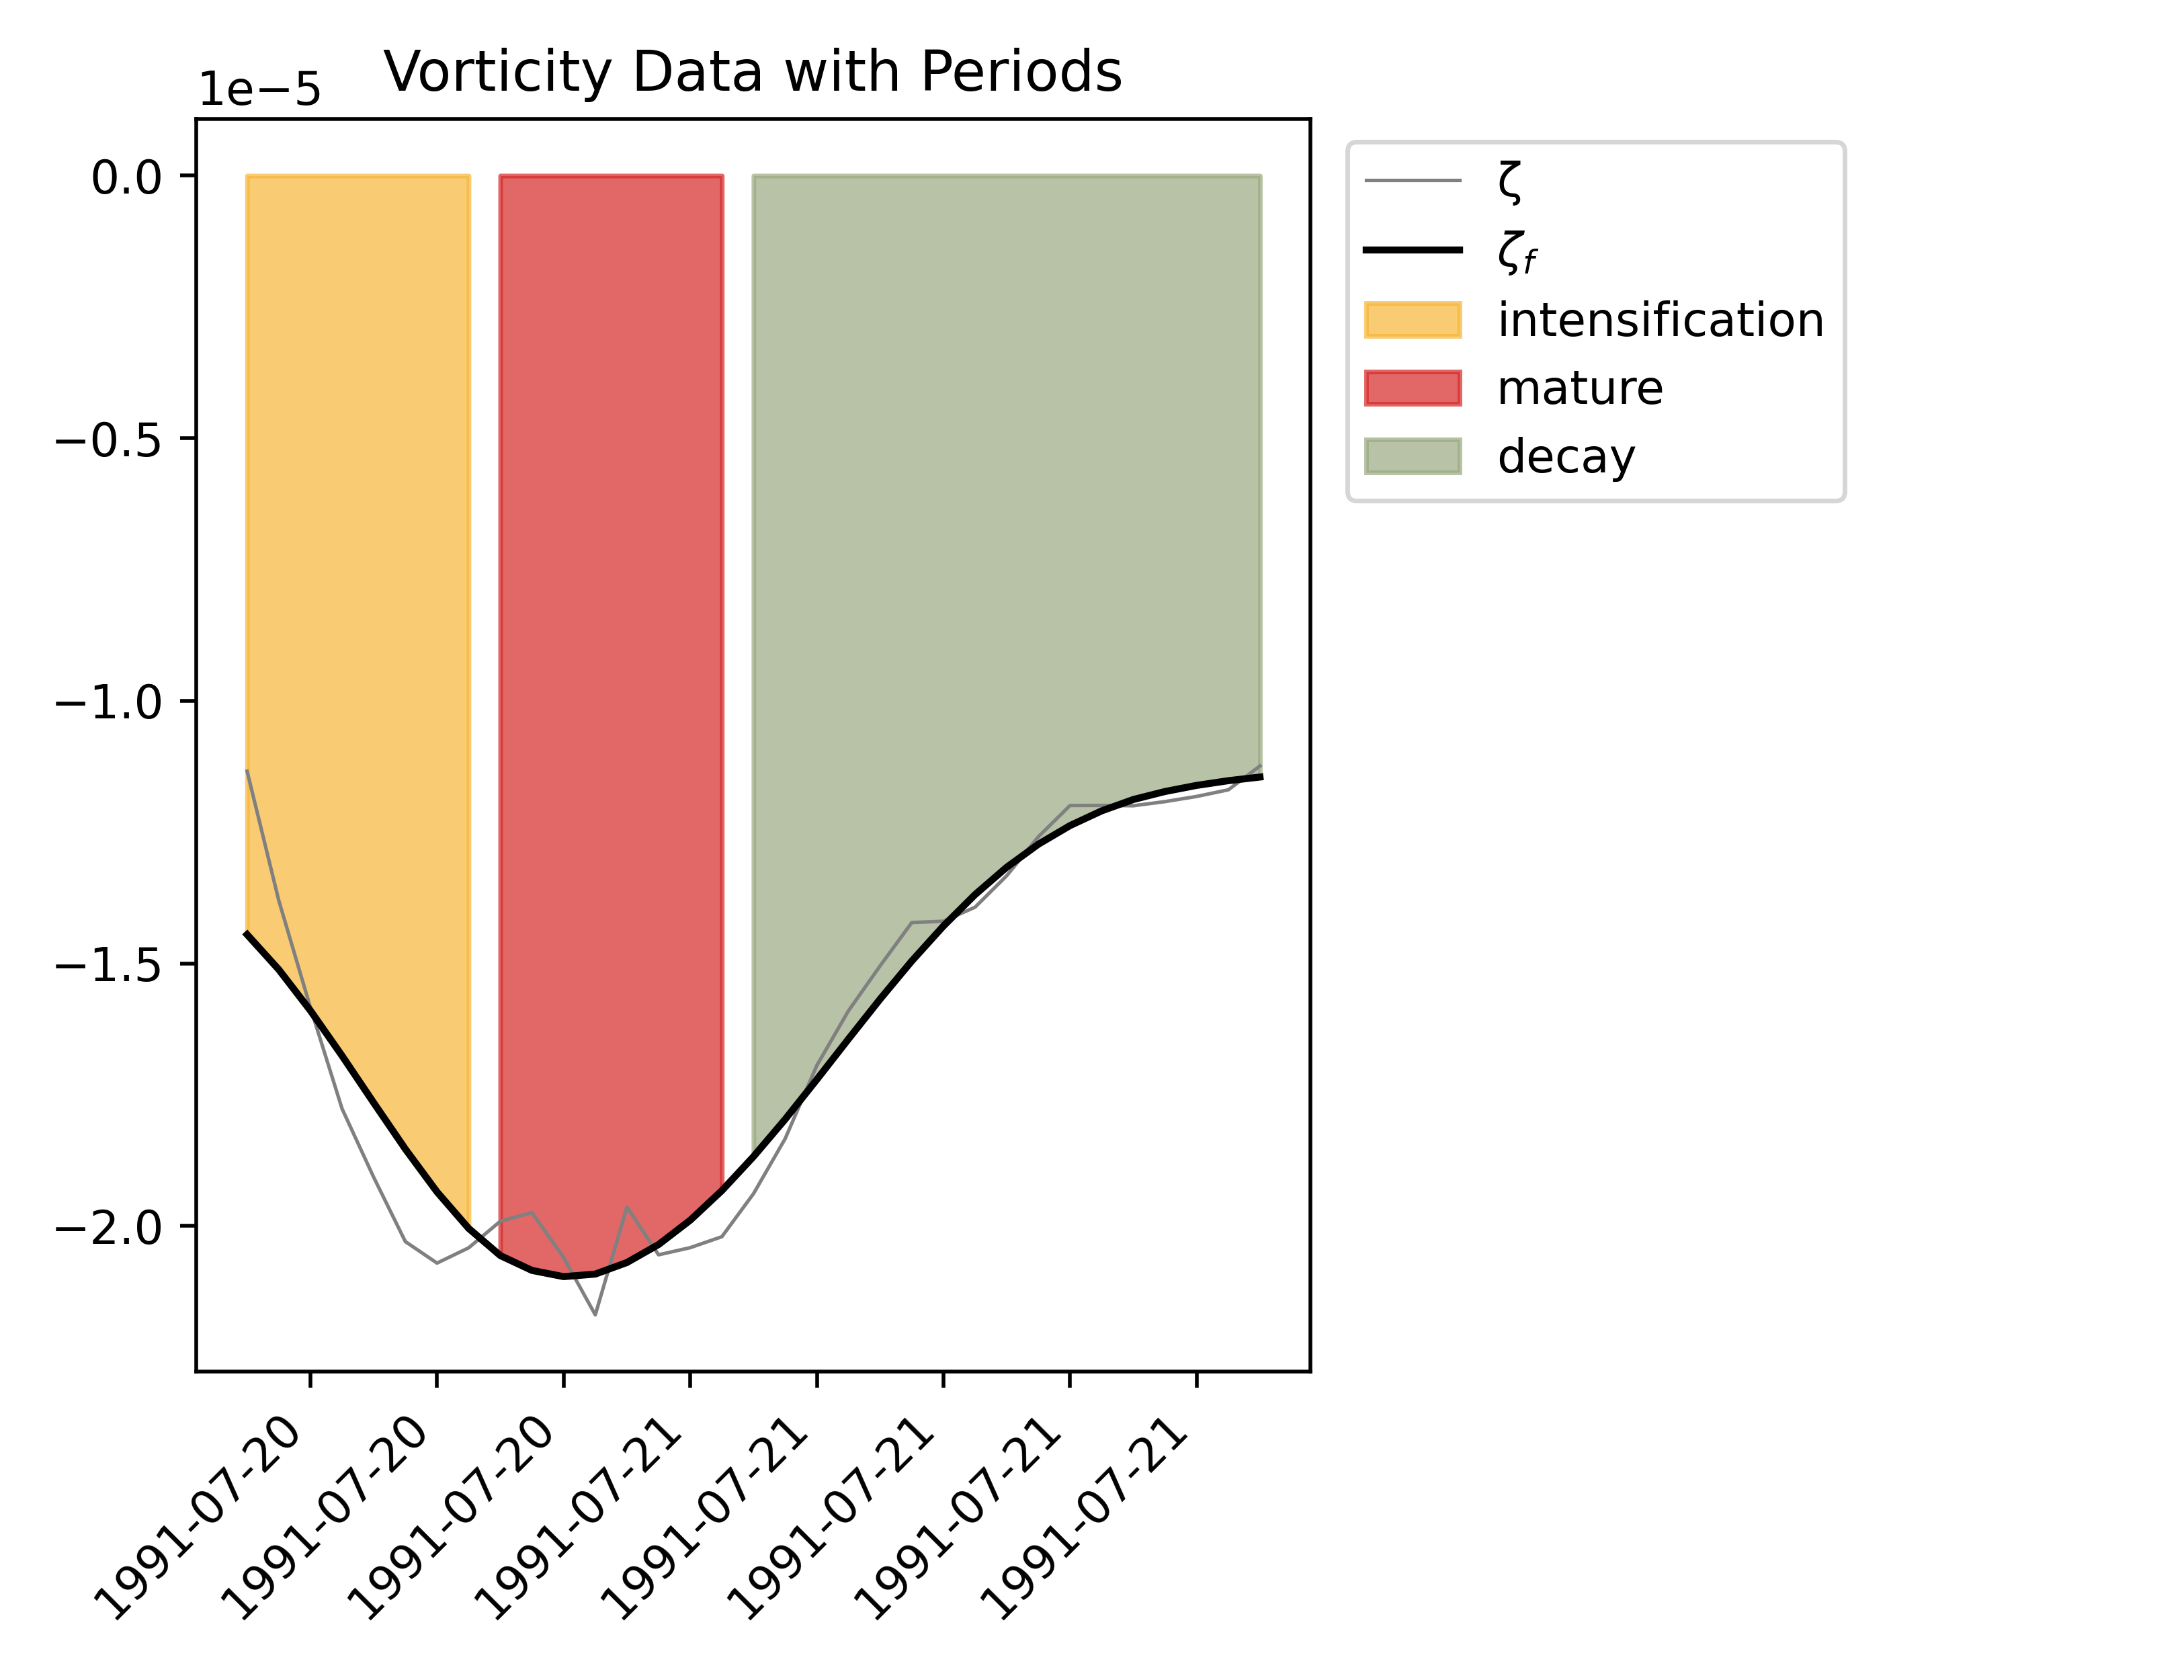 Vorticity Data with Periods
1e−5
0.0
−0.5
−1.0
−1.5
−2.0
1991-07-20
1991-07-20
1991-07-20
1991-07-21
1991-07-21
1991-07-21
1991-07-21
1991-07-21
ζ
ζf
intensification
mature
decay